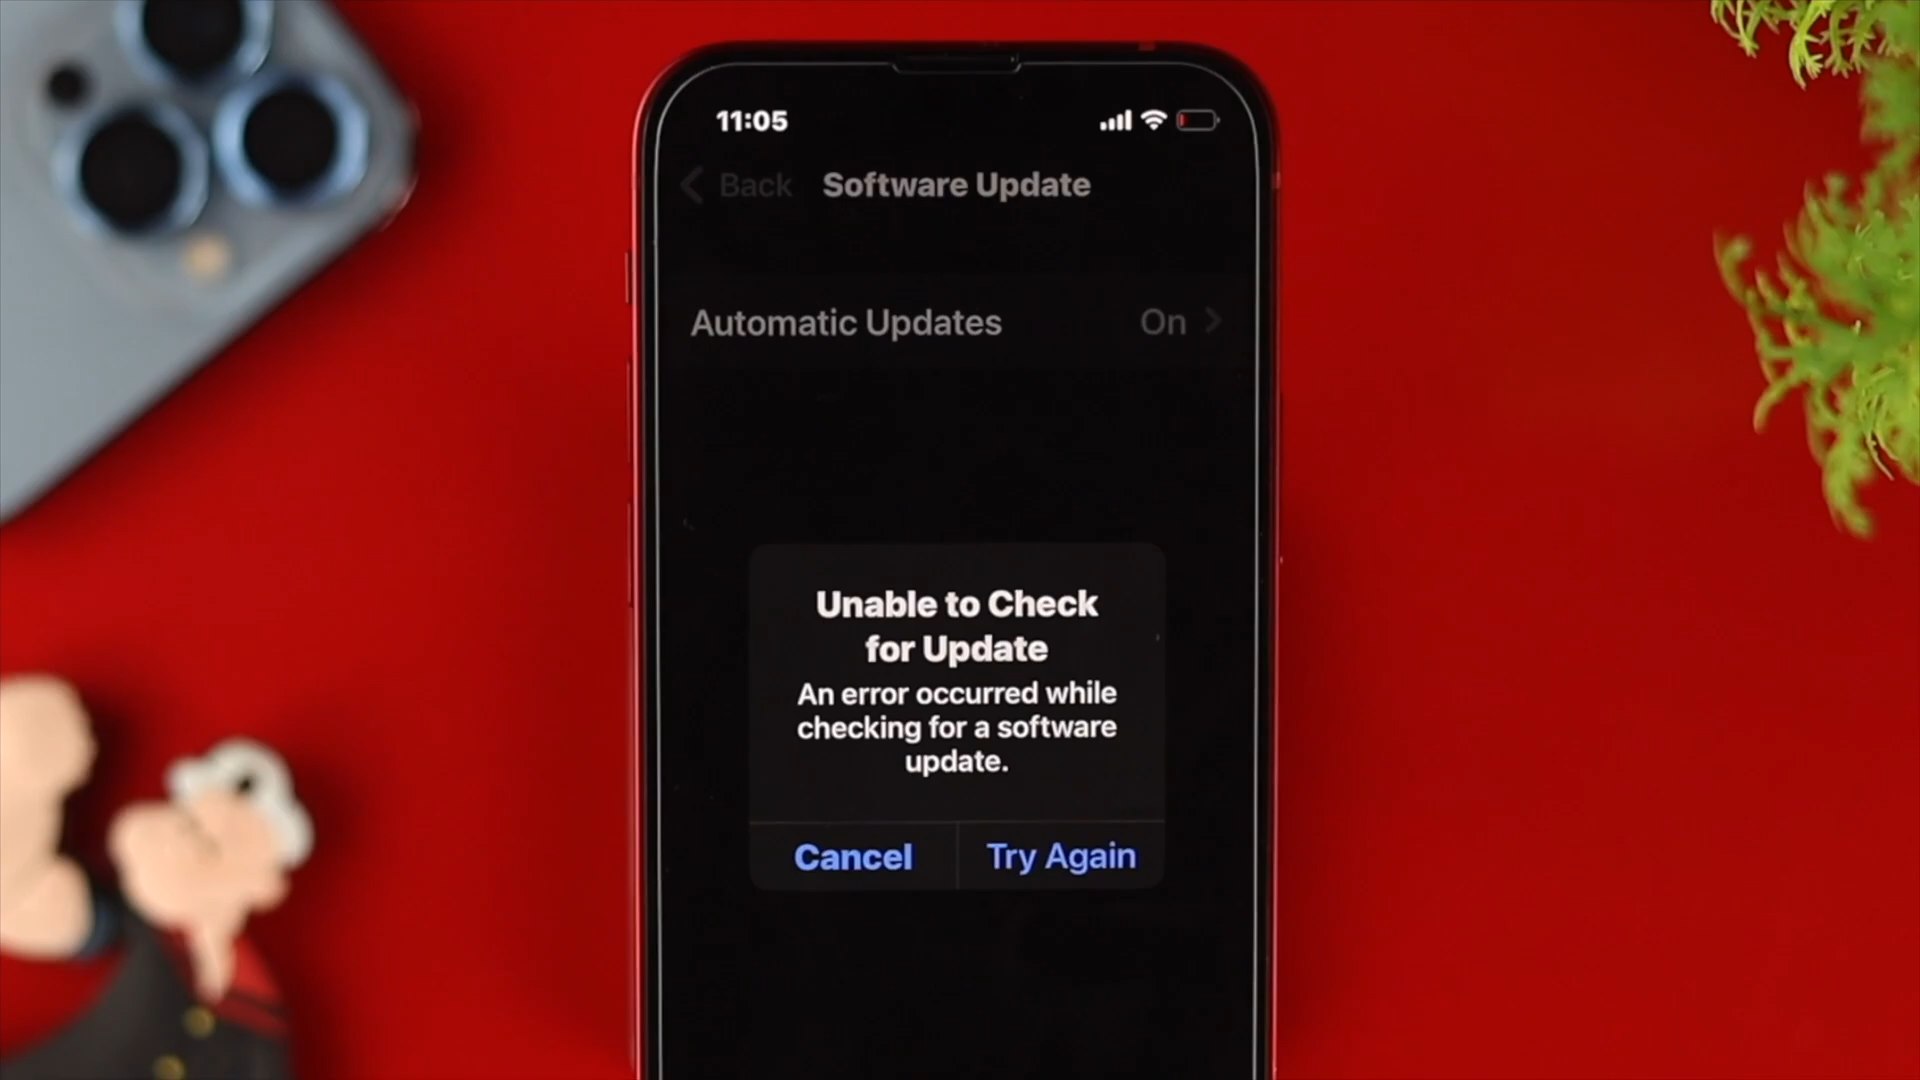 11:05
Back Software Update
Automatic Updates On
Unable to Check
for Update
An error occurred while
checking for a software
update.
Cancel Try Again